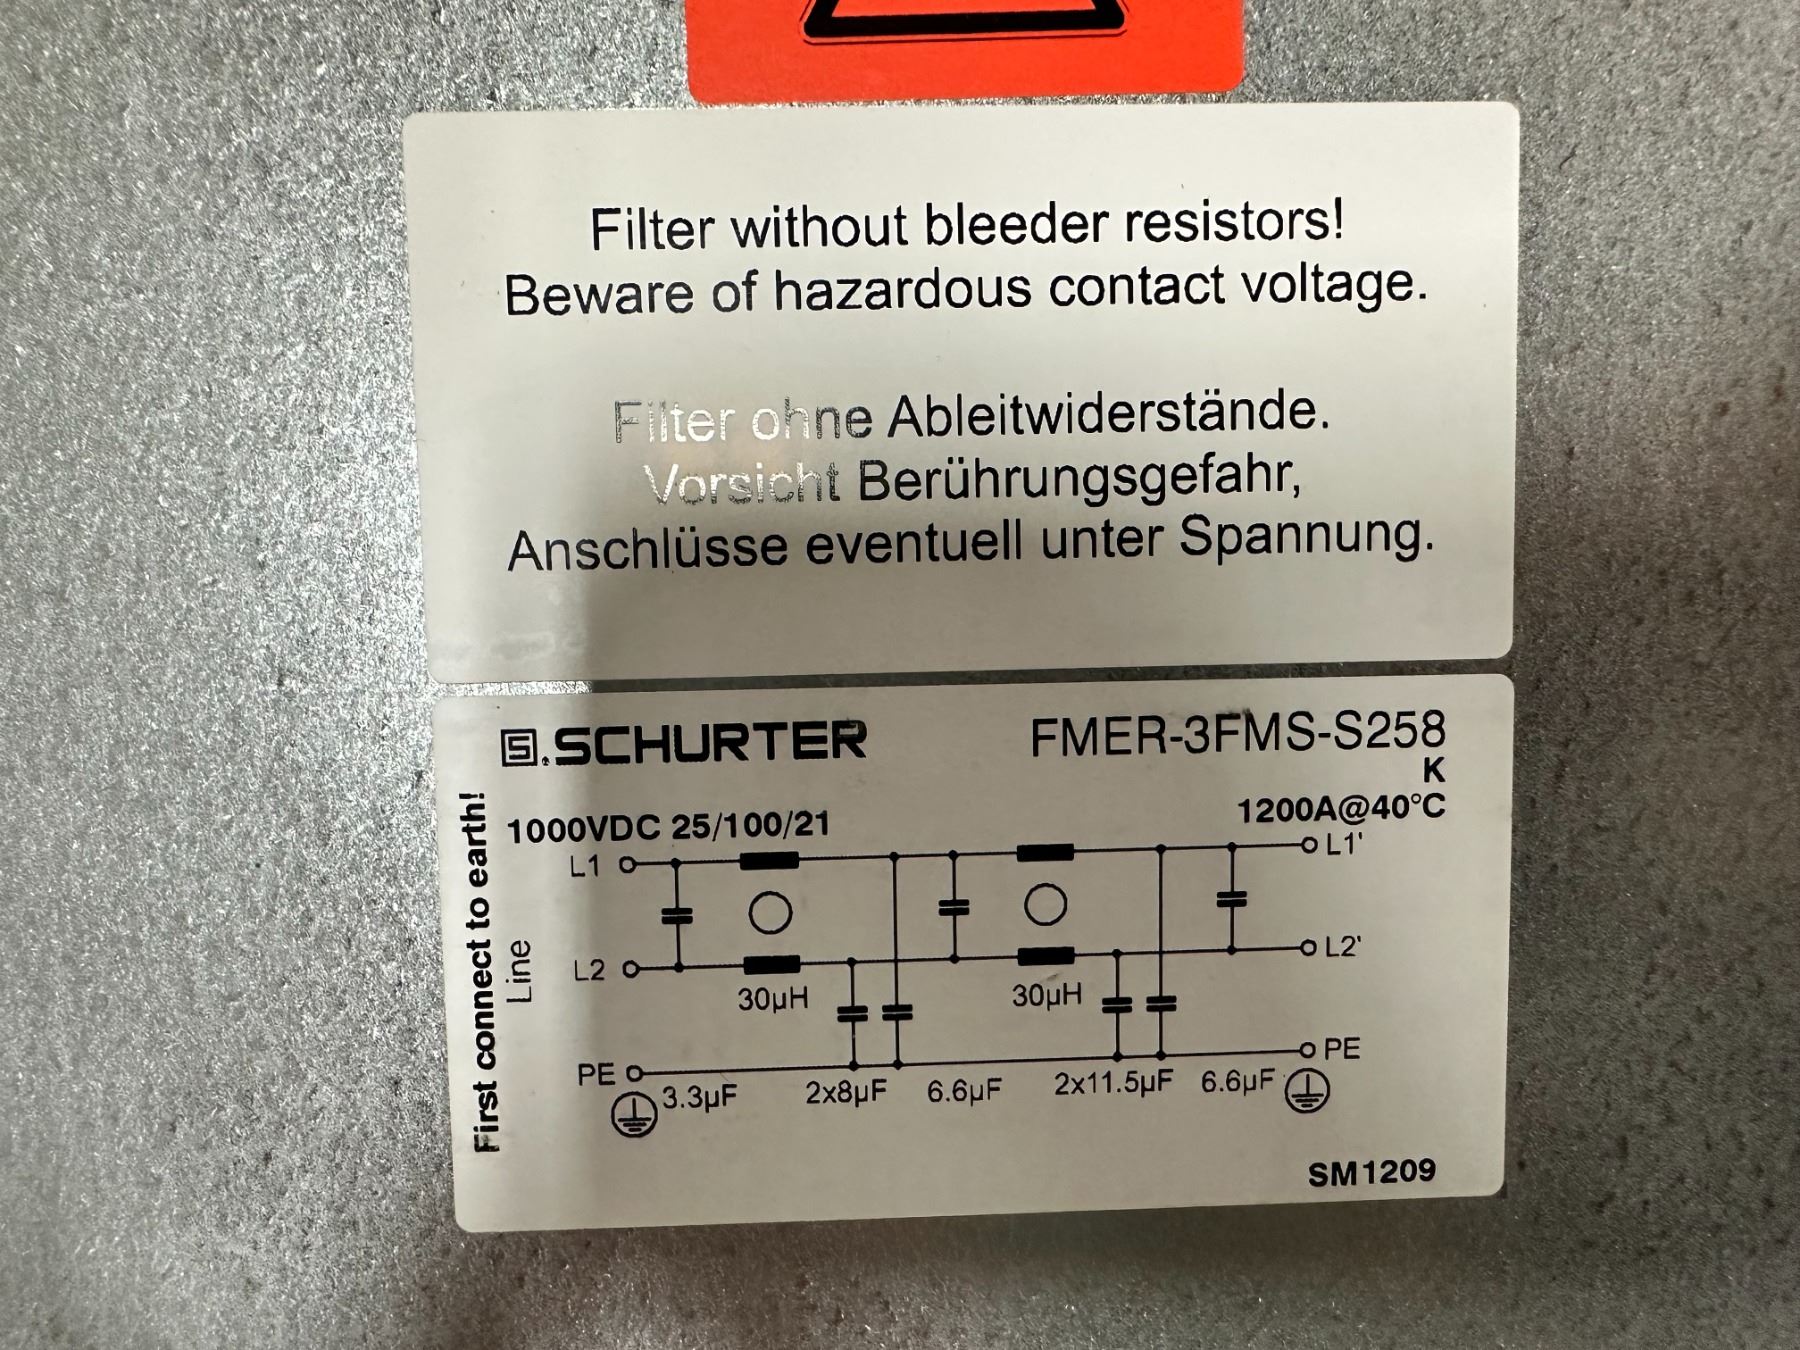 Filter without bleeder resistors!
Beware of hazardous contact voltage.
Filter ohne Ableitwiderstände.
Vorsicht Berührungsgefahr,
Anschlüsse eventuell unter Spannung.
S.SCHURTER
FMER-3FMS-S258
K
1000VDC 25/100/21
1200A@40°C
First connect to earth!
Line
L1
L1'
L2
L2'
30µH
30µH
PE
PE
3.3µF
2x8µF
6.6µF
2x11.5µF
6.6µF
SM1209